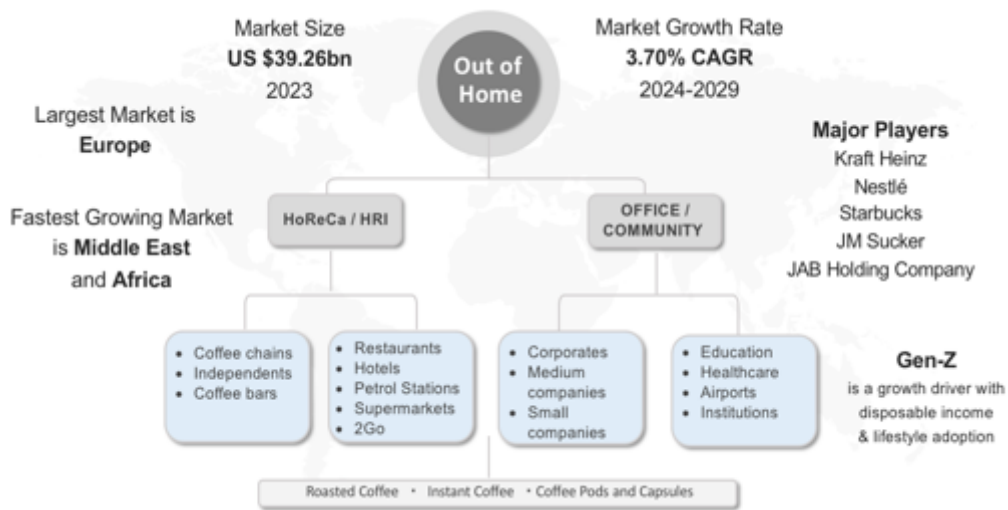 Market Size
US $39.26bn
2023
Out of
Home
Market Growth Rate
3.70% CAGR
2024-2029
Largest Market is
Europe
Major Players
Kraft Heinz
Nestlé
Starbucks
JM Sucker
JAB Holding Company
Fastest Growing Market
is Middle East
and Africa
HoReCa / HRI
OFFICE /
COMMUNITY
• Coffee chains
• Independents
• Coffee bars
• Restaurants
• Hotels
• Petrol Stations
• Supermarkets
• 2Go
• Corporates
• Medium
companies
• Small
companies
• Education
• Healthcare
• Airports
• Institutions
Gen-Z
is a growth driver with
disposable income
& lifestyle adoption
Roasted Coffee • Instant Coffee • Coffee Pods and Capsules